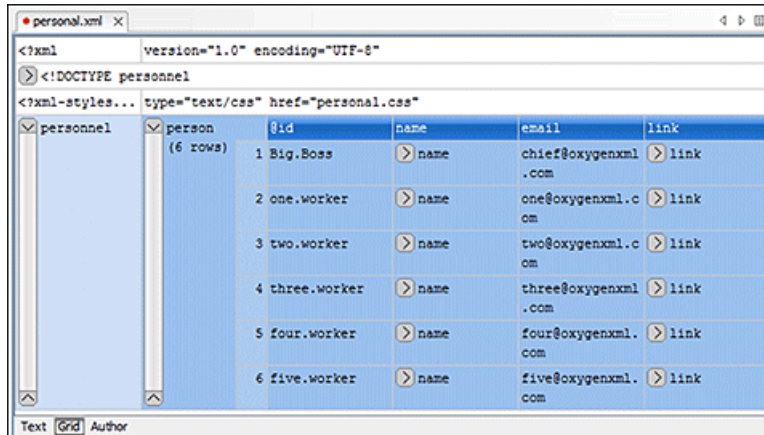 personal.xml
<?xml version="1.0" encoding="UTF-8"
<!DOCTYPE personnel
<?xml-styles... type="text/css" href="personal.css"
personnel person @id name email link
(6 rows) 1 Big.Boss name chief@oxygenxml link
.com
2 one.worker name one@oxygenxml.c link
om
3 two.worker name two@oxygenxml.c link
om
4 three.worker name three@oxygenxml link
.com
5 four.worker name four@oxygenxml. link
com
6 five.worker name five@oxygenxml. link
com
Text Grid Author